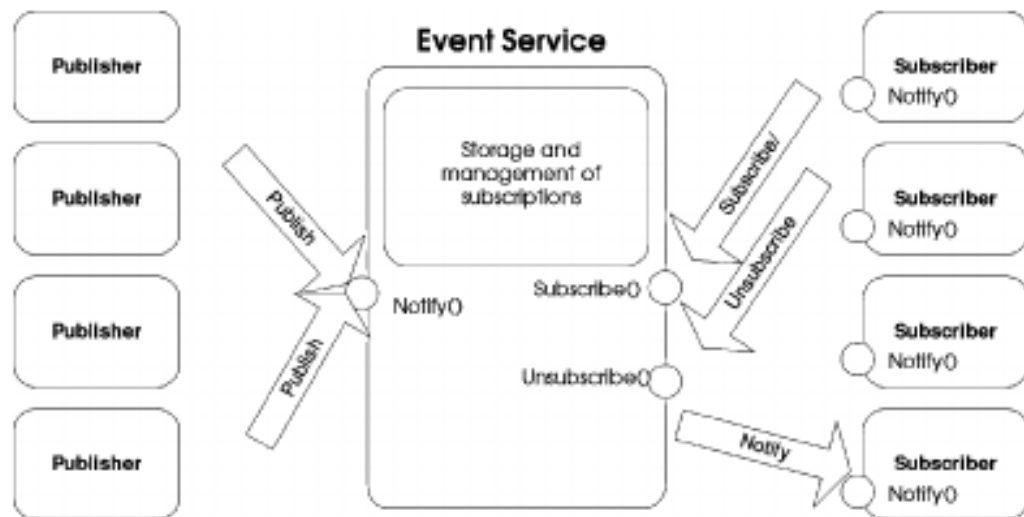 Event Service
Publisher
Publisher
Publisher
Publisher
Publish
Publish
Storage and
management of
subscriptions
Notify()
Subscribe()
Unsubscribe()
Subscribe/
Unsubscribe
Notify
Subscriber
Notify()
Subscriber
Notify()
Subscriber
Notify()
Subscriber
Notify()